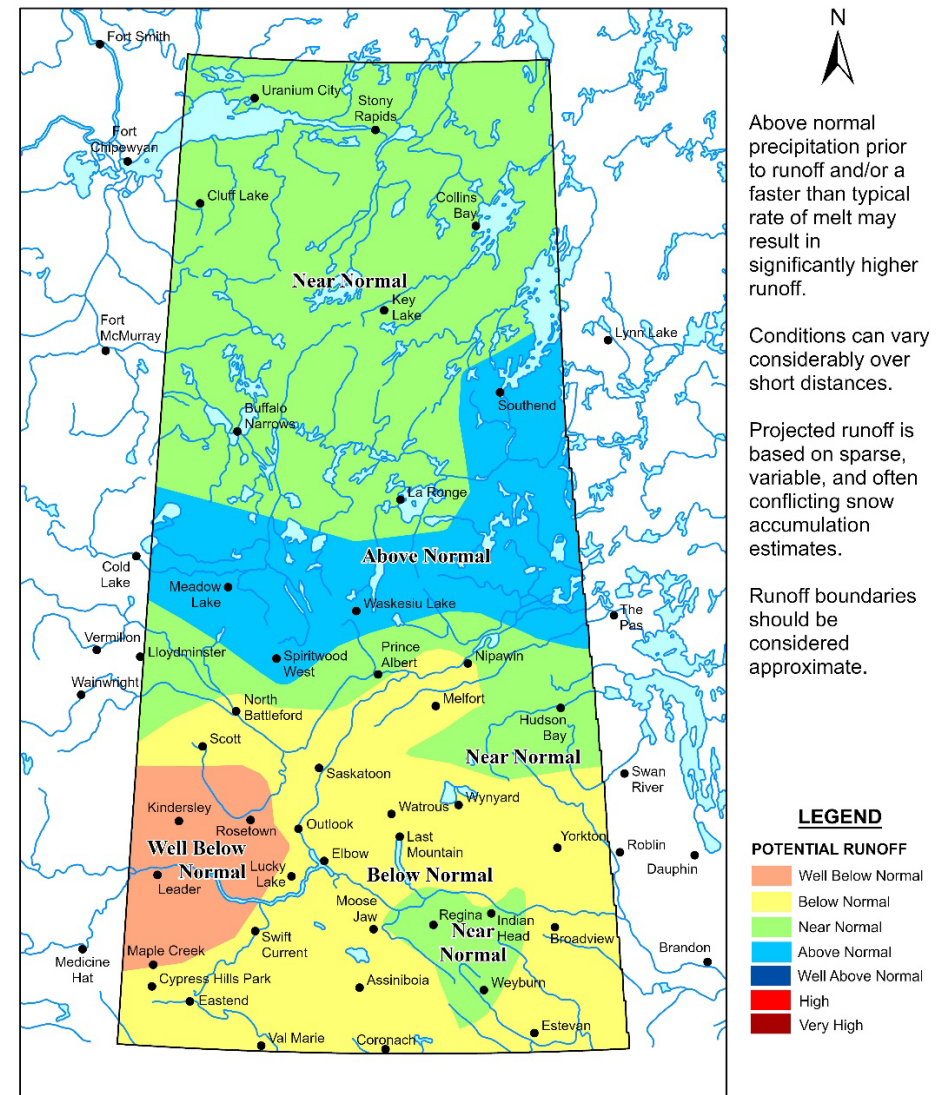 Fort Smith
N
Uranium City
Stony
Rapids
Fort
Chipewyan
Cluff Lake
Collins
Bay
Near Normal
Key
Lake
Fort
McMurray
Lynn Lake
Southend
Buffalo
Narrows
La Ronge
Above Normal
Cold
Lake
Meadow
Lake
Waskesiu Lake
The
Pas
Vermilion
Lloydminster
Spiritwood
West
Prince
Albert
Nipawin
Wainwright
North
Battleford
Melfort
Hudson
Bay
Scott
Near Normal
Saskatoon
Swan
River
Kindersley
Rosetown
Outlook
Watrous
Wynyard
Last
Mountain
Yorkton
Roblin
Dauphin
Well Below
Normal
Elbow
Lucky
Lake
Leader
Below Normal
Moose
Jaw
Regina
Indian
Head
Near
Normal
Broadview
Swift
Current
Maple Creek
Medicine
Hat
Brandon
Cypress Hills Park
Eastend
Assiniboia
Weyburn
Estevan
Val Marie
Coronach
Above normal
precipitation prior
to runoff and/or a
faster than typical
rate of melt may
result in
significantly higher
runoff.
Conditions can vary
considerably over
short distances.
Projected runoff is
based on sparse,
variable, and often
conflicting snow
accumulation
estimates.
Runoff boundaries
should be
considered
approximate.
LEGEND
POTENTIAL RUNOFF
Well Below Normal
Below Normal
Near Normal
Above Normal
Well Above Normal
High
Very High